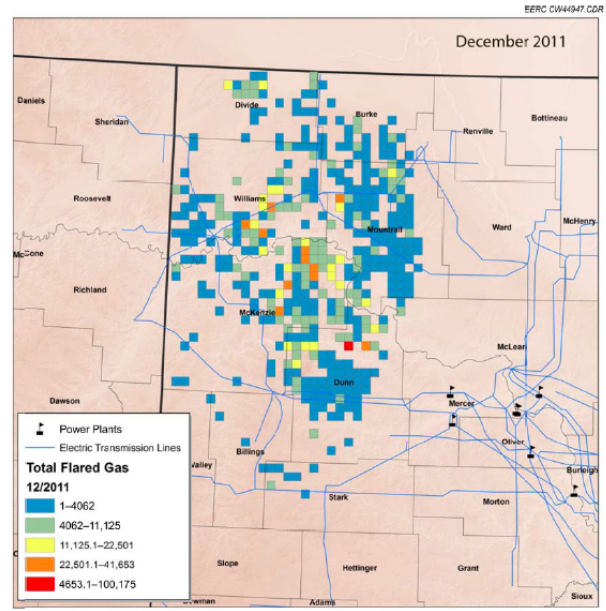 EERC CW44947.CDR
December 2011
Daniels
Sheridan
Divide
Burke
Renville
Bottineau
Roosevelt
Williams
Mountrail
Ward
McHenry
McCone
Richland
McKenzie
McLean
Dawson
Dunn
Mercer
Oliver
Billings
Valley
Burleigh
Stark
Morton
Slope
Hettinger
Grant
Bowman
Adams
Sioux
Power Plants
Electric Transmission Lines
Total Flared Gas
12/2011
1–4062
4062–11,125
11,125.1–22,501
22,501.1–41,653
4653.1–100,175